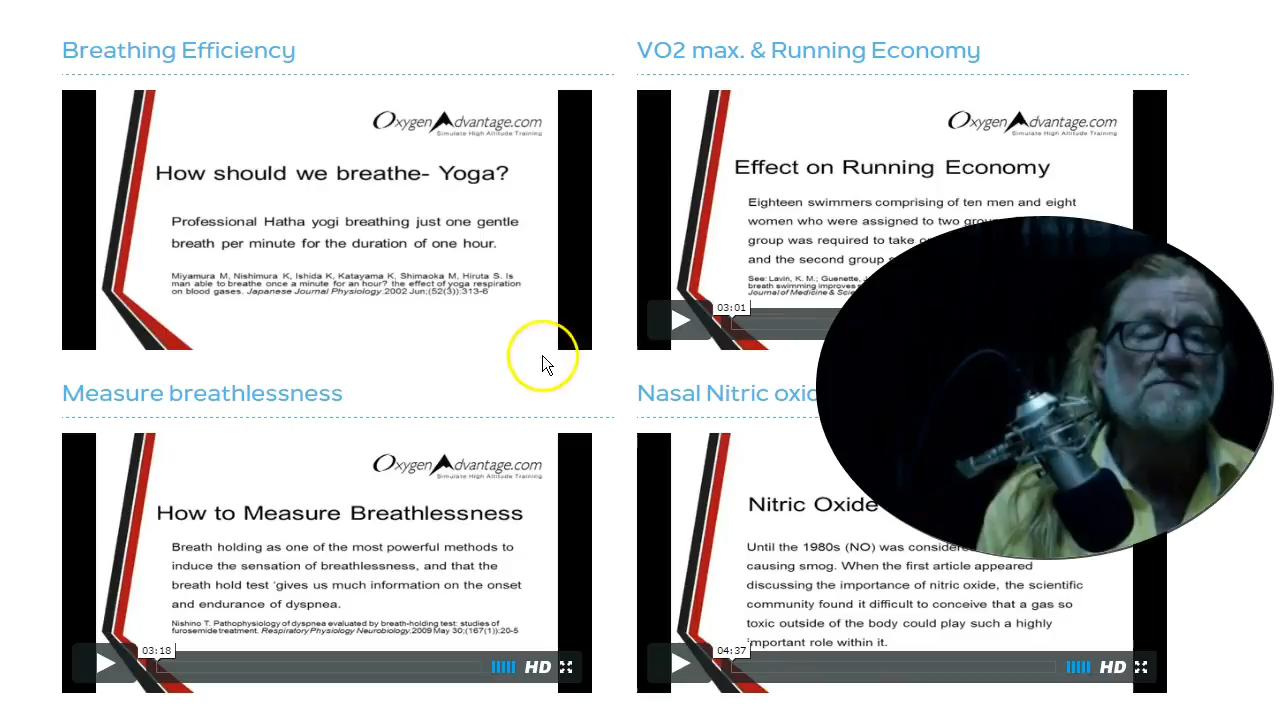 Breathing Efficiency
OxygenAdvantage.com
Simulate High Altitude Training
How should we breathe- Yoga?
Professional Hatha yogi breathing just one gentle
breath per minute for the duration of one hour.
Miyamura M, Nishimura K, Ishida K, Katayama K, Shimaoka M, Hiruta S. Is
man able to breathe once a minute for an hour? the effect of yoga respiration
on blood gases. Japanese Journal Physiology.2002 Jun;(52(3)):313-6
VO2 max. & Running Economy
OxygenAdvantage.com
Simulate High Altitude Training
Effect on Running Economy
Eighteen swimmers comprising of ten men and eight
women who were assigned to two
group was required to take
and the second group
See: Lavin, K. M.; Guenette,
breath swimming improves
Journal of Medicine &
03:01
Measure breathlessness
OxygenAdvantage.com
Simulate High Altitude Training
How to Measure Breathlessness
Breath holding as one of the most powerful methods to
induce the sensation of breathlessness, and that the
breath hold test 'gives us much information on the onset
and endurance of dyspnea.
Nishino T. Pathophysiology of dyspnea evaluated by breath-holding test: studies of
furosemide treatment. Respiratory Physiology Neurobiology.2009 May 30;(167(1)):20-5
03:18
HD
Nasal Nitric
Nitric Oxide
Until the 1980s (NO) was
causing smog. When the first article appeared
discussing the importance of nitric oxide, the scientific
community found it difficult to conceive that a gas so
toxic outside of the body could play such a highly
important role within it.
04:37
HD